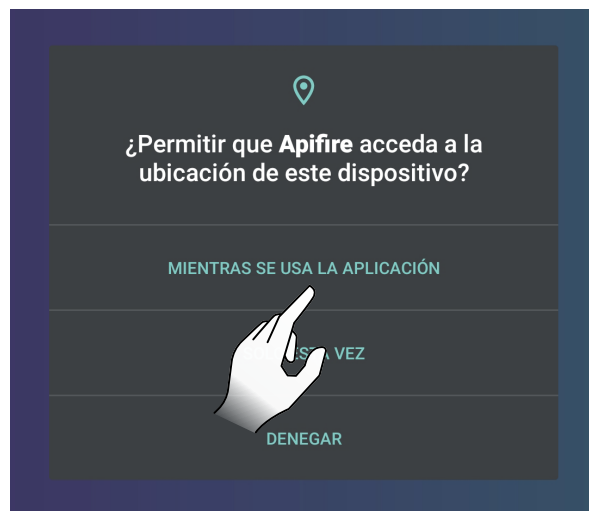 ¿Permitir que Apifire acceda a la
ubicación de este dispositivo?
MIENTRAS SE USA LA APLICACIÓN
ESTA VEZ
DENEGAR